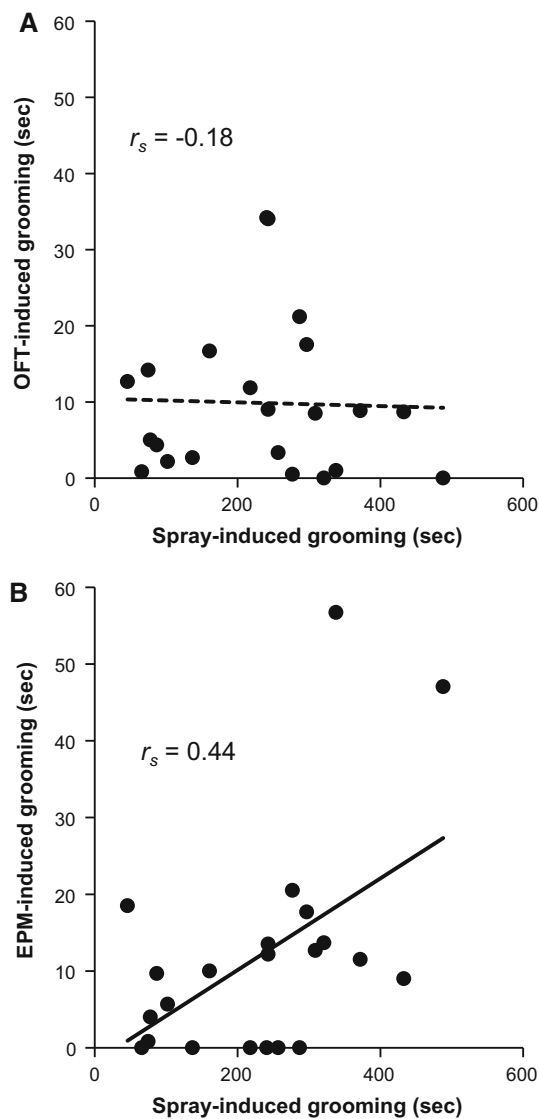 A
OFT-induced grooming (sec)
60
50
40
30
20
10
0
r_s = -0.18
0 200 400 600
Spray-induced grooming (sec)
B
EPM-induced grooming (sec)
60
50
40
30
20
10
0
r_s = 0.44
0 200 400 600
Spray-induced grooming (sec)